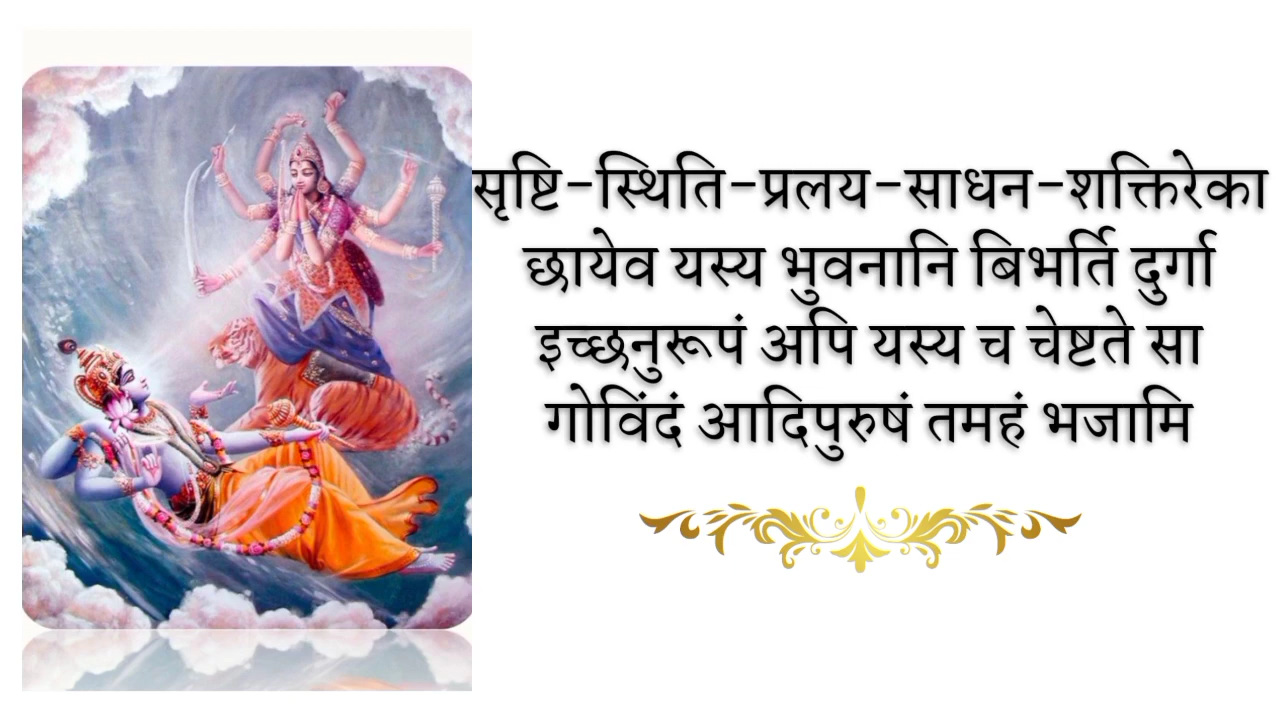 सृष्टि-स्थिति-प्रलय-साधन-शक्तिरेका
छायेव यस्य भुवनानि बिभर्ति दुर्गा
इच्छनुरूपं अपि यस्य च चेष्टते सा
गोविंदं आदिपुरुषं तमहं भजामि